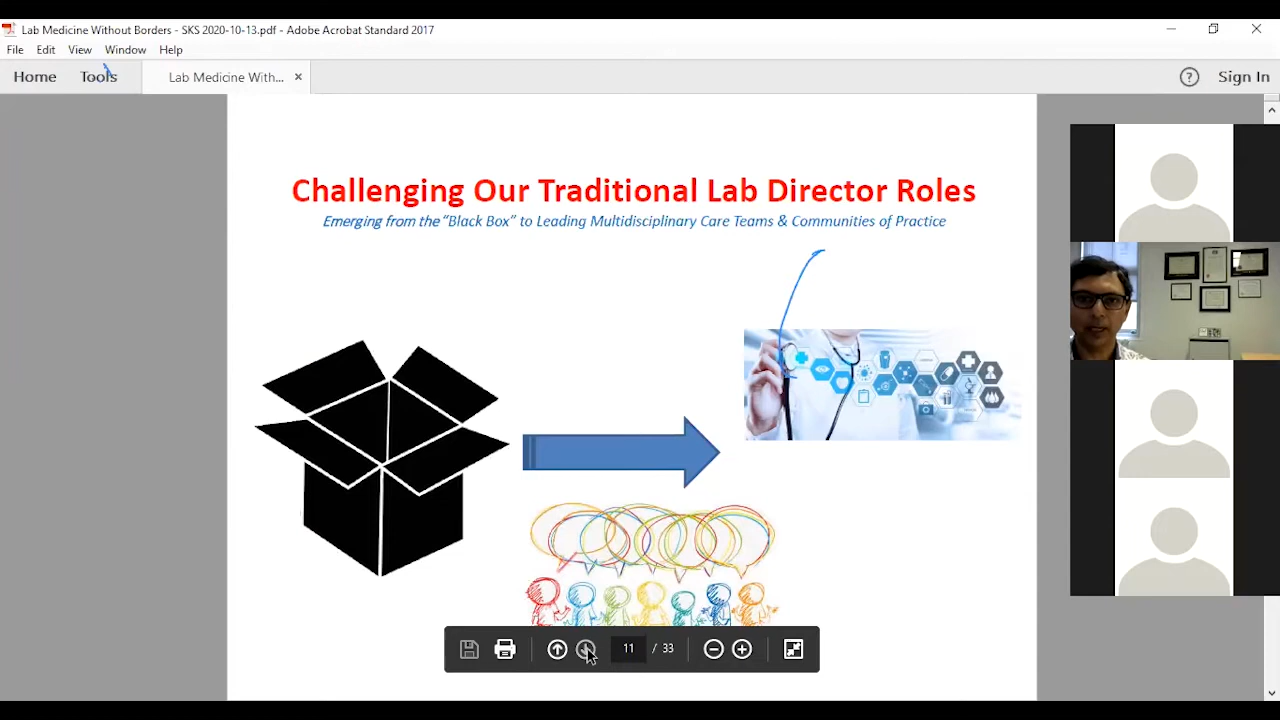 Lab Medicine Without Borders - SKS 2020-10-13.pdf - Adobe Acrobat Standard 2017
File Edit View Window Help
Home Tools Lab Medicine With... × ? Sign In
Challenging Our Traditional Lab Director Roles
Emerging from the “Black Box” to Leading Multidisciplinary Care Teams & Communities of Practice
11 / 33